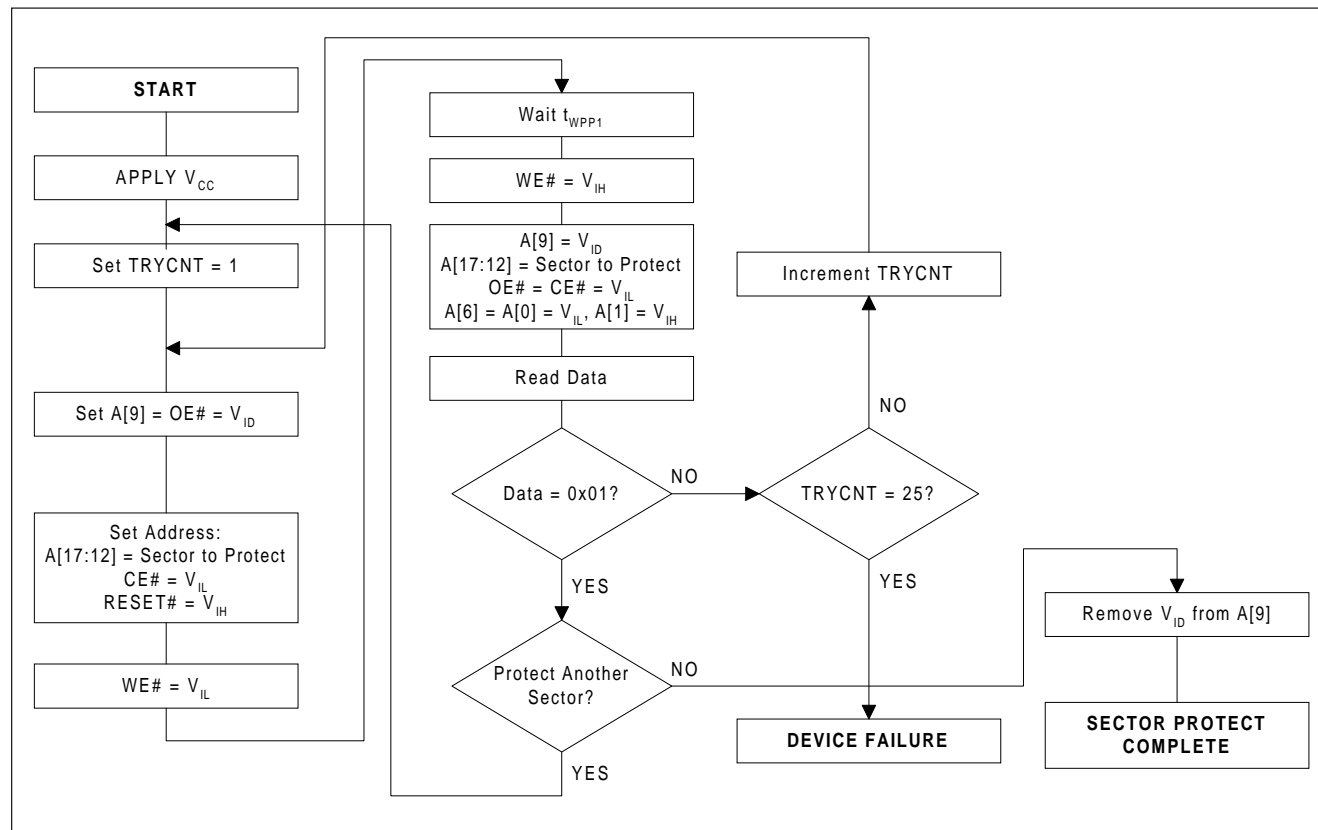 START
APPLY V_CC
Set TRYCNT = 1
Set A[9] = OE# = V_ID
Set Address:
A[17:12] = Sector to Protect
CE# = V_IL
RESET# = V_IH
WE# = V_IL
Wait t_WPP1
WE# = V_IH
A[9] = V_ID
A[17:12] = Sector to Protect
OE# = CE# = V_IL
A[6] = A[0] = V_IL, A[1] = V_IH
Read Data
Data = 0x01?
NO
YES
Protect Another
Sector?
NO
YES
Increment TRYCNT
NO
TRYCNT = 25?
YES
DEVICE FAILURE
Remove V_ID from A[9]
SECTOR PROTECT
COMPLETE